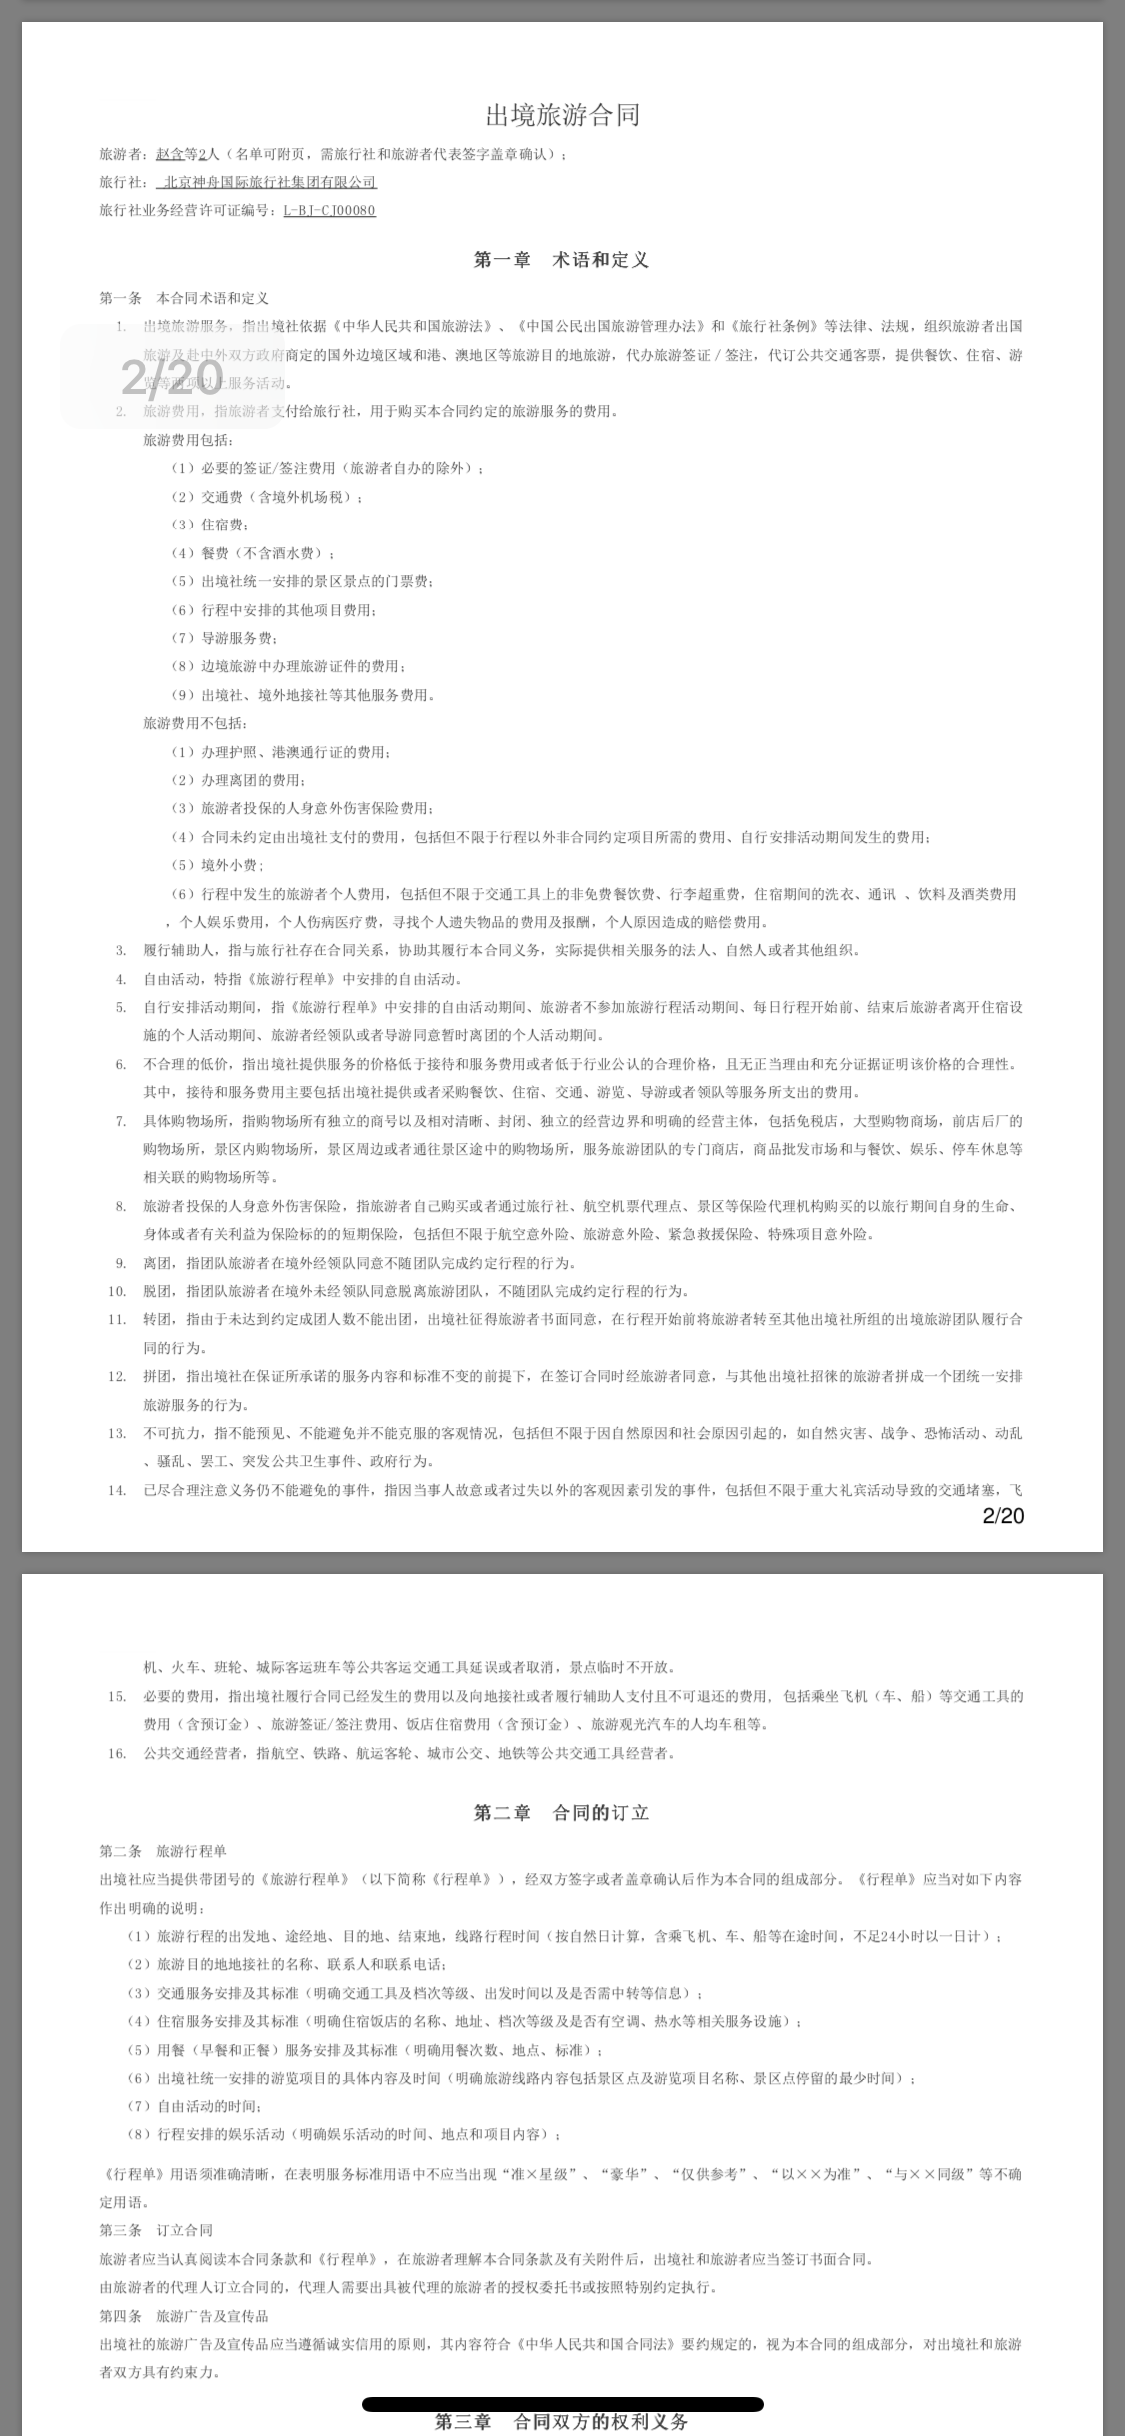 出境旅游合同
旅游者：赵含等2人（名单可附页，需旅行社和旅游者代表签字盖章确认）；
旅行社： 北京神舟国际旅行社集团有限公司
旅行社业务经营许可证编号：L-BJ-CJ00080
第一章 术语和定义
第一条 本合同术语和定义
1. 出境旅游服务，指出境社依据《中华人民共和国旅游法》、《中国公民出国旅游管理办法》和《旅行社条例》等法律、法规，组织旅游者出国
旅游及赴中外双方政府商定的国外边境区域和港、澳地区等旅游目的地旅游，代办旅游签证／签注，代订公共交通客票，提供餐饮、住宿、游
览等两项以上服务活动。
2/20
2. 旅游费用，指旅游者支付给旅行社，用于购买本合同约定的旅游服务的费用。
旅游费用包括：
（1）必要的签证/签注费用（旅游者自办的除外）；
（2）交通费（含境外机场税）；
（3）住宿费；
（4）餐费（不含酒水费）；
（5）出境社统一安排的景区景点的门票费；
（6）行程中安排的其他项目费用；
（7）导游服务费；
（8）边境旅游中办理旅游证件的费用；
（9）出境社、境外地接社等其他服务费用。
旅游费用不包括：
（1）办理护照、港澳通行证的费用；
（2）办理离团的费用；
（3）旅游者投保的人身意外伤害保险费用；
（4）合同未约定由出境社支付的费用，包括但不限于行程以外非合同约定项目所需的费用、自行安排活动期间发生的费用；
（5）境外小费；
（6）行程中发生的旅游者个人费用，包括但不限于交通工具上的非免费餐饮费、行李超重费，住宿期间的洗衣、通讯 、饮料及酒类费用
，个人娱乐费用，个人伤病医疗费，寻找个人遗失物品的费用及报酬，个人原因造成的赔偿费用。
3. 履行辅助人，指与旅行社存在合同关系，协助其履行本合同义务，实际提供相关服务的法人、自然人或者其他组织。
4. 自由活动，特指《旅游行程单》中安排的自由活动。
5. 自行安排活动期间，指《旅游行程单》中安排的自由活动期间、旅游者不参加旅游行程活动期间、每日行程开始前、结束后旅游者离开住宿设
施的个人活动期间、旅游者经领队或者导游同意暂时离团的个人活动期间。
6. 不合理的低价，指出境社提供服务的价格低于接待和服务费用或者低于行业公认的合理价格，且无正当理由和充分证据证明该价格的合理性。
其中，接待和服务费用主要包括出境社提供或者采购餐饮、住宿、交通、游览、导游或者领队等服务所支出的费用。
7. 具体购物场所，指购物场所有独立的商号以及相对清晰、封闭、独立的经营边界和明确的经营主体，包括免税店，大型购物商场，前店后厂的
购物场所，景区内购物场所，景区周边或者通往景区途中的购物场所，服务旅游团队的专门商店，商品批发市场和与餐饮、娱乐、停车休息等
相关联的购物场所等。
8. 旅游者投保的人身意外伤害保险，指旅游者自己购买或者通过旅行社、航空机票代理点、景区等保险代理机构购买的以旅行期间自身的生命、
身体或者有关利益为保险标的的短期保险，包括但不限于航空意外险、旅游意外险、紧急救援保险、特殊项目意外险。
9. 离团，指团队旅游者在境外经领队同意不随团队完成约定行程的行为。
10. 脱团，指团队旅游者在境外未经领队同意脱离旅游团队，不随团队完成约定行程的行为。
11. 转团，指由于未达到约定成团人数不能出团，出境社征得旅游者书面同意，在行程开始前将旅游者转至其他出境社所组的出境旅游团队履行合
同的行为。
12. 拼团，指出境社在保证所承诺的服务内容和标准不变的前提下，在签订合同时经旅游者同意，与其他出境社招徕的旅游者拼成一个团统一安排
旅游服务的行为。
13. 不可抗力，指不能预见、不能避免并不能克服的客观情况，包括但不限于因自然原因和社会原因引起的，如自然灾害、战争、恐怖活动、动乱
、骚乱、罢工、突发公共卫生事件、政府行为。
14. 已尽合理注意义务仍不能避免的事件，指因当事人故意或者过失以外的客观因素引发的事件，包括但不限于重大礼宾活动导致的交通堵塞，飞
2/20
机、火车、班轮、城际客运班车等公共客运交通工具延误或者取消，景点临时不开放。
15. 必要的费用，指出境社履行合同已经发生的费用以及向地接社或者履行辅助人支付且不可退还的费用，包括乘坐飞机（车、船）等交通工具的
费用（含预订金）、旅游签证/签注费用、饭店住宿费用（含预订金）、旅游观光汽车的人均车租等。
16. 公共交通经营者，指航空、铁路、航运客轮、城市公交、地铁等公共交通工具经营者。
第二章 合同的订立
第二条 旅游行程单
出境社应当提供带团号的《旅游行程单》（以下简称《行程单》），经双方签字或者盖章确认后作为本合同的组成部分。《行程单》应当对如下内容
作出明确的说明：
（1）旅游行程的出发地、途经地、目的地、结束地，线路行程时间（按自然日计算，含乘飞机、车、船等在途时间，不足24小时以一日计）；
（2）旅游目的地地接社的名称、联系人和联系电话；
（3）交通服务安排及其标准（明确交通工具及档次等级、出发时间以及是否需中转等信息）；
（4）住宿服务安排及其标准（明确住宿饭店的名称、地址、档次等级及是否有空调、热水等相关服务设施）；
（5）用餐（早餐和正餐）服务安排及其标准（明确用餐次数、地点、标准）；
（6）出境社统一安排的游览项目的具体内容及时间（明确旅游线路内容包括景区点及游览项目名称、景区点停留的最少时间）；
（7）自由活动的时间；
（8）行程安排的娱乐活动（明确娱乐活动的时间、地点和项目内容）；
《行程单》用语须准确清晰，在表明服务标准用语中不应当出现“准×星级”、“豪华”、“仅供参考”、“以××为准”、“与××同级”等不确
定用语。
第三条 订立合同
旅游者应当认真阅读本合同条款和《行程单》，在旅游者理解本合同条款及有关附件后，出境社和旅游者应当签订书面合同。
由旅游者的代理人订立合同的，代理人需要出具被代理的旅游者的授权委托书或按照特别约定执行。
第四条 旅游广告及宣传品
出境社的旅游广告及宣传品应当遵循诚实信用的原则，其内容符合《中华人民共和国合同法》要约规定的，视为本合同的组成部分，对出境社和旅游
者双方具有约束力。
第三章 合同双方的权利义务